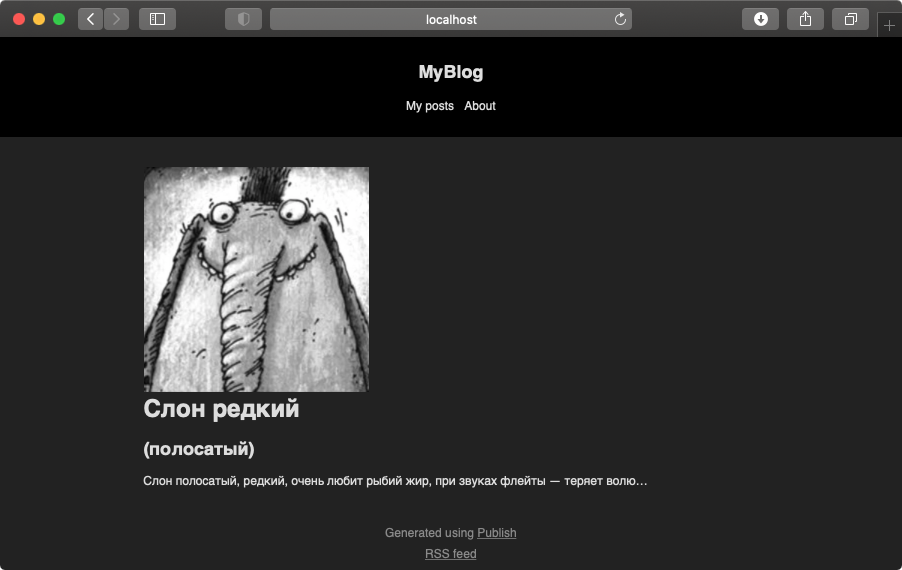 localhost
MyBlog
My posts About
Слон редкий
(полосатый)
Слон полосатый, редкий, очень любит рыбий жир, при звуках флейты — теряет волю…
Generated using Publish
RSS feed